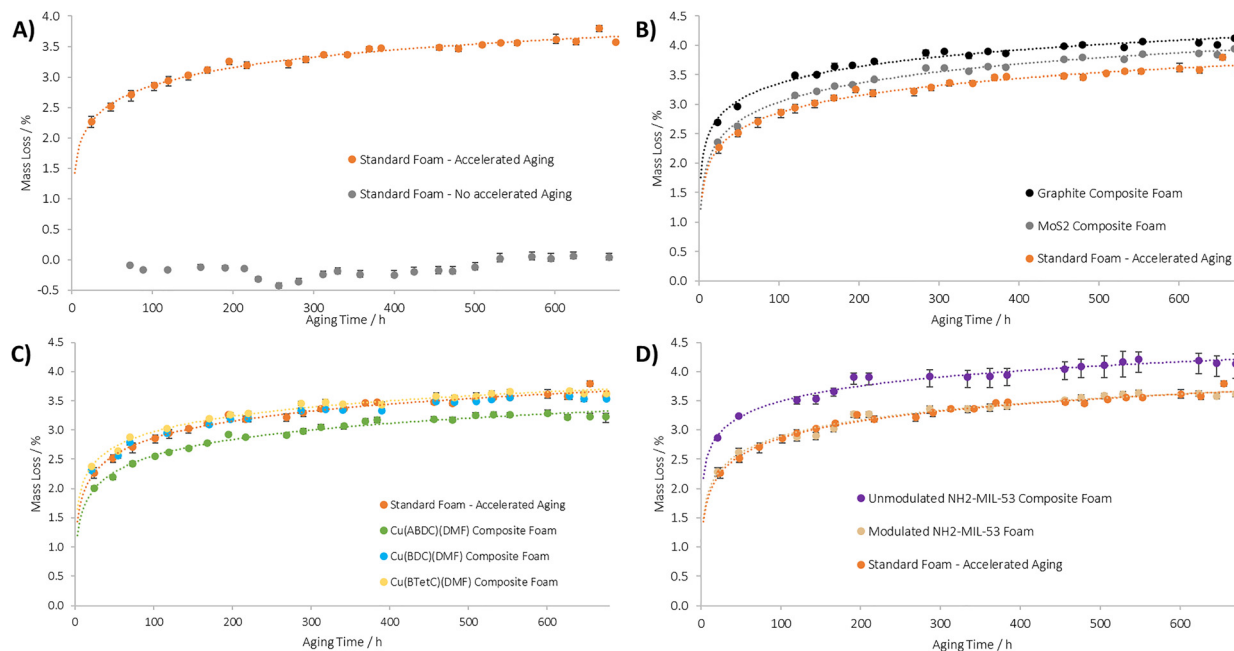 A)
Mass Loss / %
4.0
3.5
3.0
2.5
2.0
1.5
1.0
0.5
0.0
-0.5
0 100 200 300 400 500 600
Aging Time / h
Standard Foam - Accelerated Aging
Standard Foam - No accelerated Aging
B)
Mass Loss / %
4.5
4.0
3.5
3.0
2.5
2.0
1.5
1.0
0.5
0.0
0 100 200 300 400 500 600
Aging Time / h
Graphite Composite Foam
MoS2 Composite Foam
Standard Foam - Accelerated Aging
C)
Mass Loss / %
4.5
4.0
3.5
3.0
2.5
2.0
1.5
1.0
0.5
0.0
0 100 200 300 400 500 600
Aging Time / h
Standard Foam - Accelerated Aging
Cu(ABDC)(DMF) Composite Foam
Cu(BDC)(DMF) Composite Foam
Cu(BTetC)(DMF) Composite Foam
D)
Mass Loss / %
4.5
4.0
3.5
3.0
2.5
2.0
1.5
1.0
0.5
0.0
0 100 200 300 400 500 600
Aging Time / h
Unmodulated NH2-MIL-53 Composite Foam
Modulated NH2-MIL-53 Foam
Standard Foam - Accelerated Aging